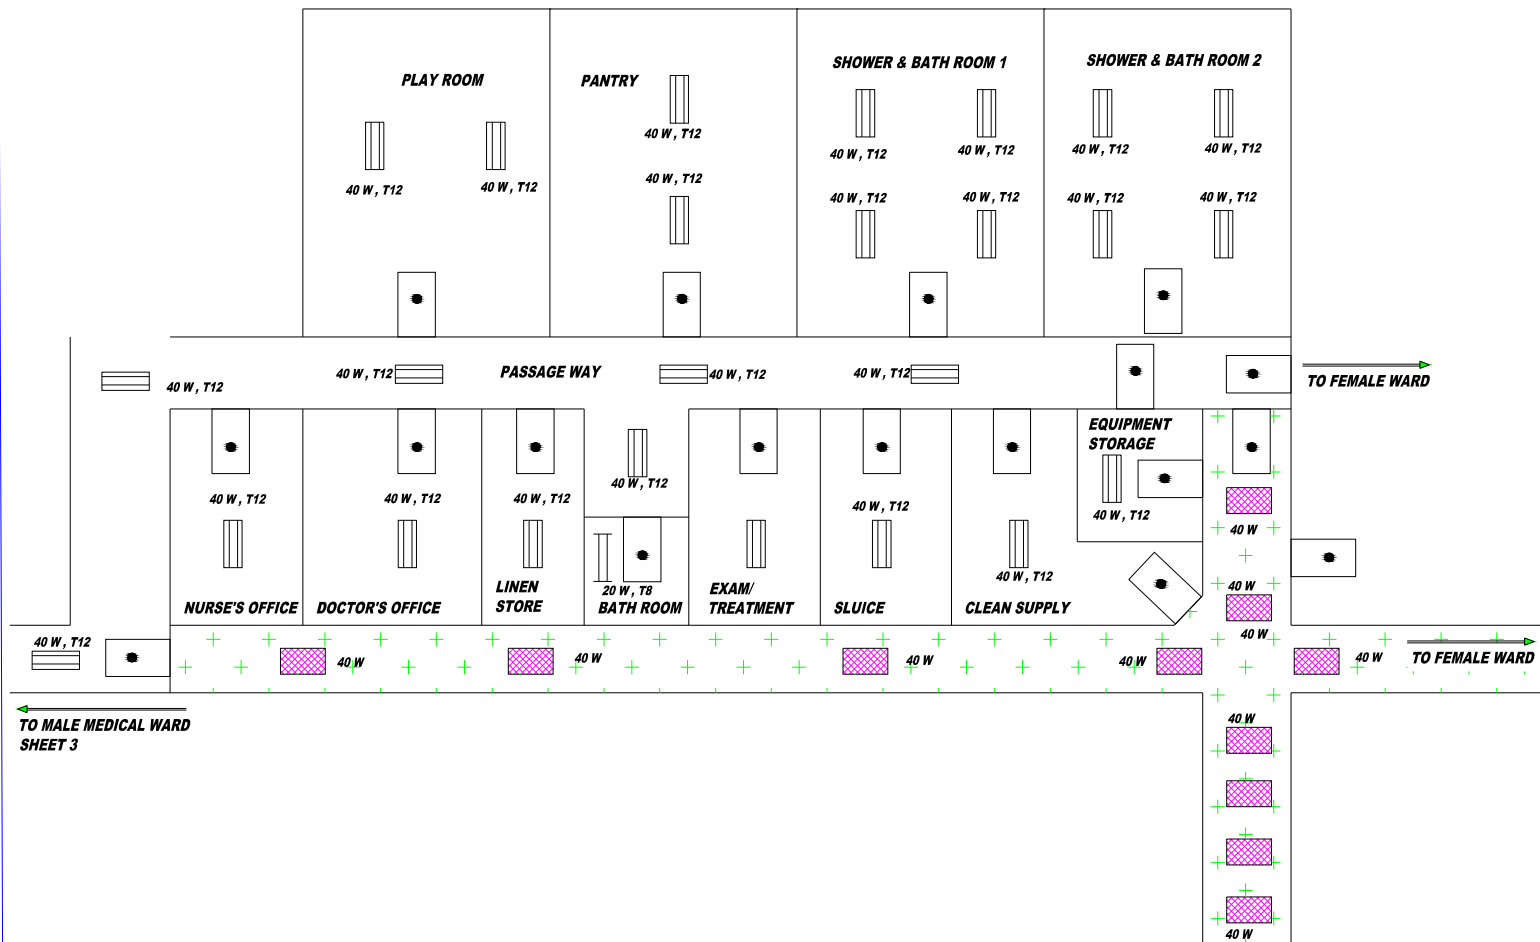 SHOWER & BATH ROOM 1
SHOWER & BATH ROOM 2
PLAY ROOM
PANTRY
40 W , T12
40 W , T12
40 W , T12
40 W , T12
40 W , T12
40 W , T12
40 W , T12
40 W , T12
40 W , T12
40 W , T12
40 W , T12
40 W , T12
PASSAGE WAY
40 W , T12
40 W , T12
40 W , T12
40 W , T12
TO FEMALE WARD
EQUIPMENT
STORAGE
40 W , T12
40 W , T12
40 W , T12
40 W , T12
40 W , T12
40 W , T12
40 W , T12
40 W
20 W , T8
40 W
LINEN
STORE
EXAM/
TREATMENT
NURSE'S OFFICE
DOCTOR'S OFFICE
BATH ROOM
SLUICE
CLEAN SUPPLY
40 W , T12
40 W
40 W
40 W
40 W
40 W
40 W
TO FEMALE WARD
TO MALE MEDICAL WARD
SHEET 3
40 W
40 W